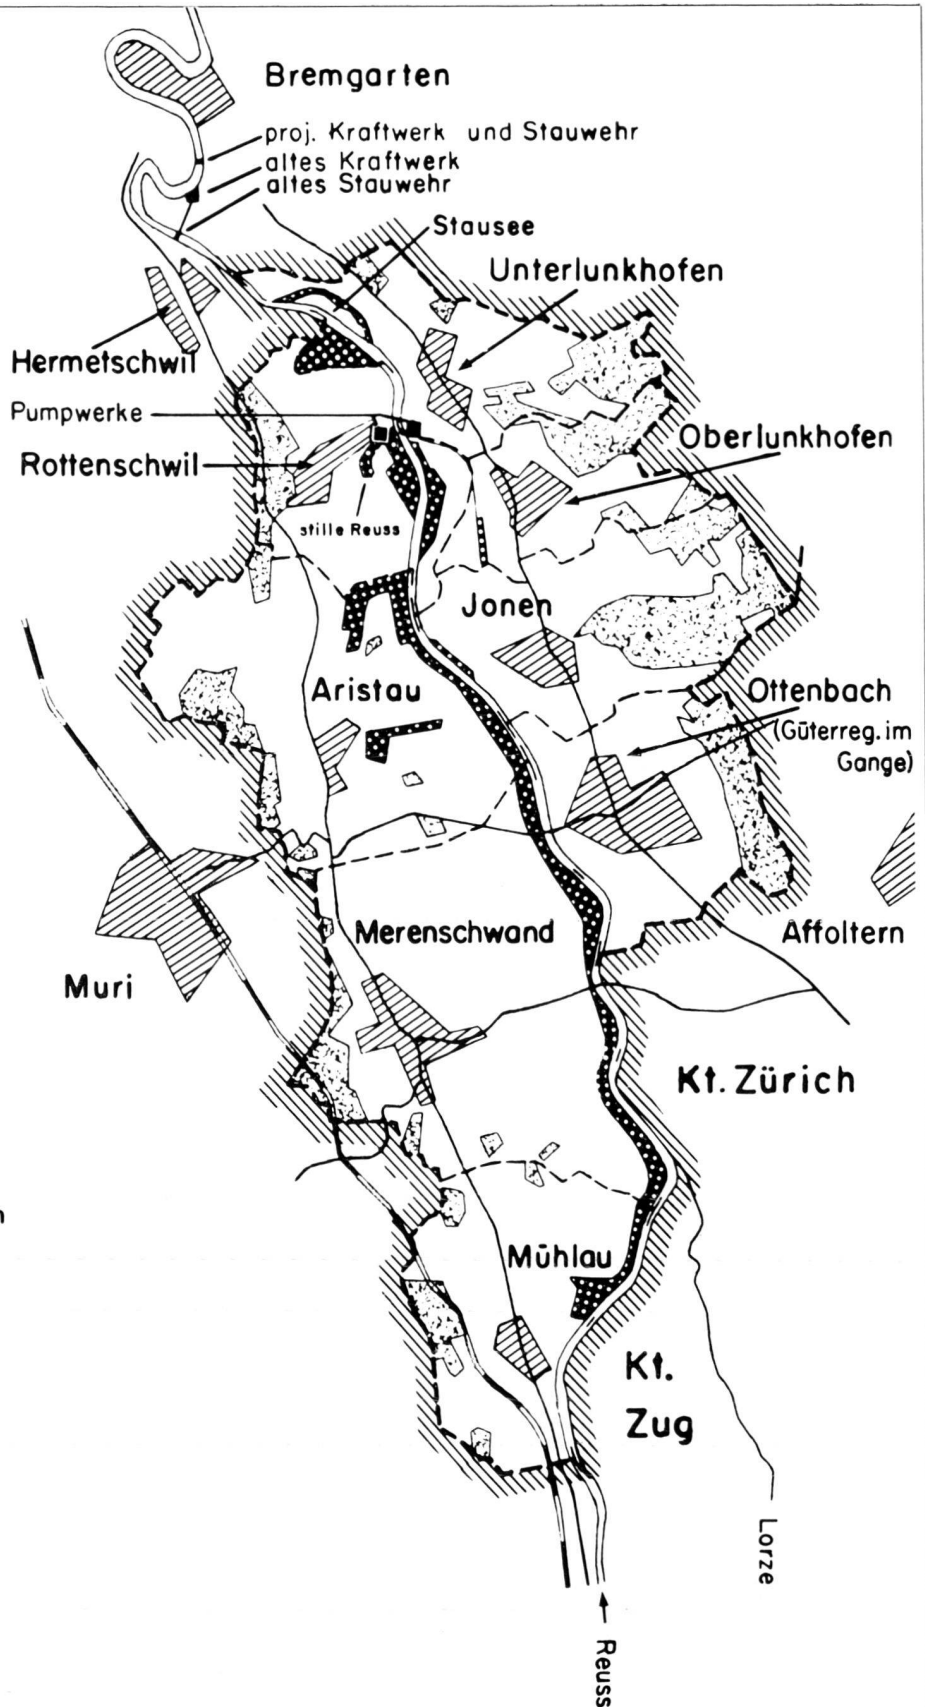 Bremgarten
proj. Kraftwerk und Stauwehr
altes Kraftwerk
altes Stauwehr
Stausee
Unterlunkhofen
Hermetschwil
Pumpwerke
Oberlunkhofen
Rottenschwil
stille Reuss
Jonen
Aristau
Ottenbach
(Güterreg. im
Gange)
Merenschwand
Affoltern
Muri
Kt. Zürich
n
Mühlau
Kt.
Zug
Lorze
Reuss